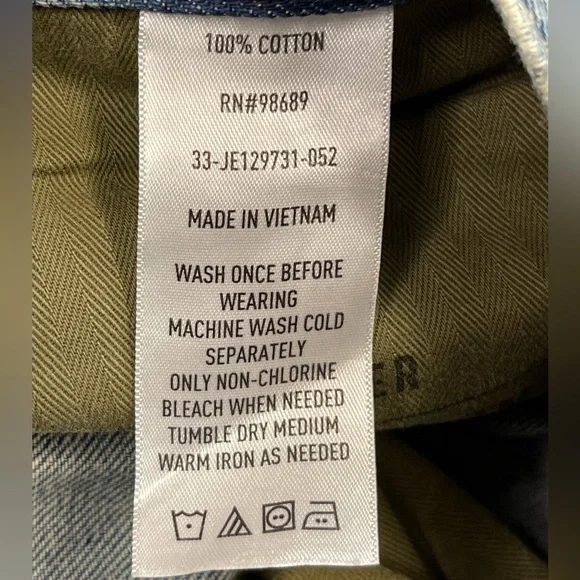 100% COTTON
RN#98689
33-JE129731-052
MADE IN VIETNAM
WASH ONCE BEFORE
WEARING
MACHINE WASH COLD
SEPARATELY
ONLY NON-CHLORINE
BLEACH WHEN NEEDED
TUMBLE DRY MEDIUM
WARM IRON AS NEEDED
ER